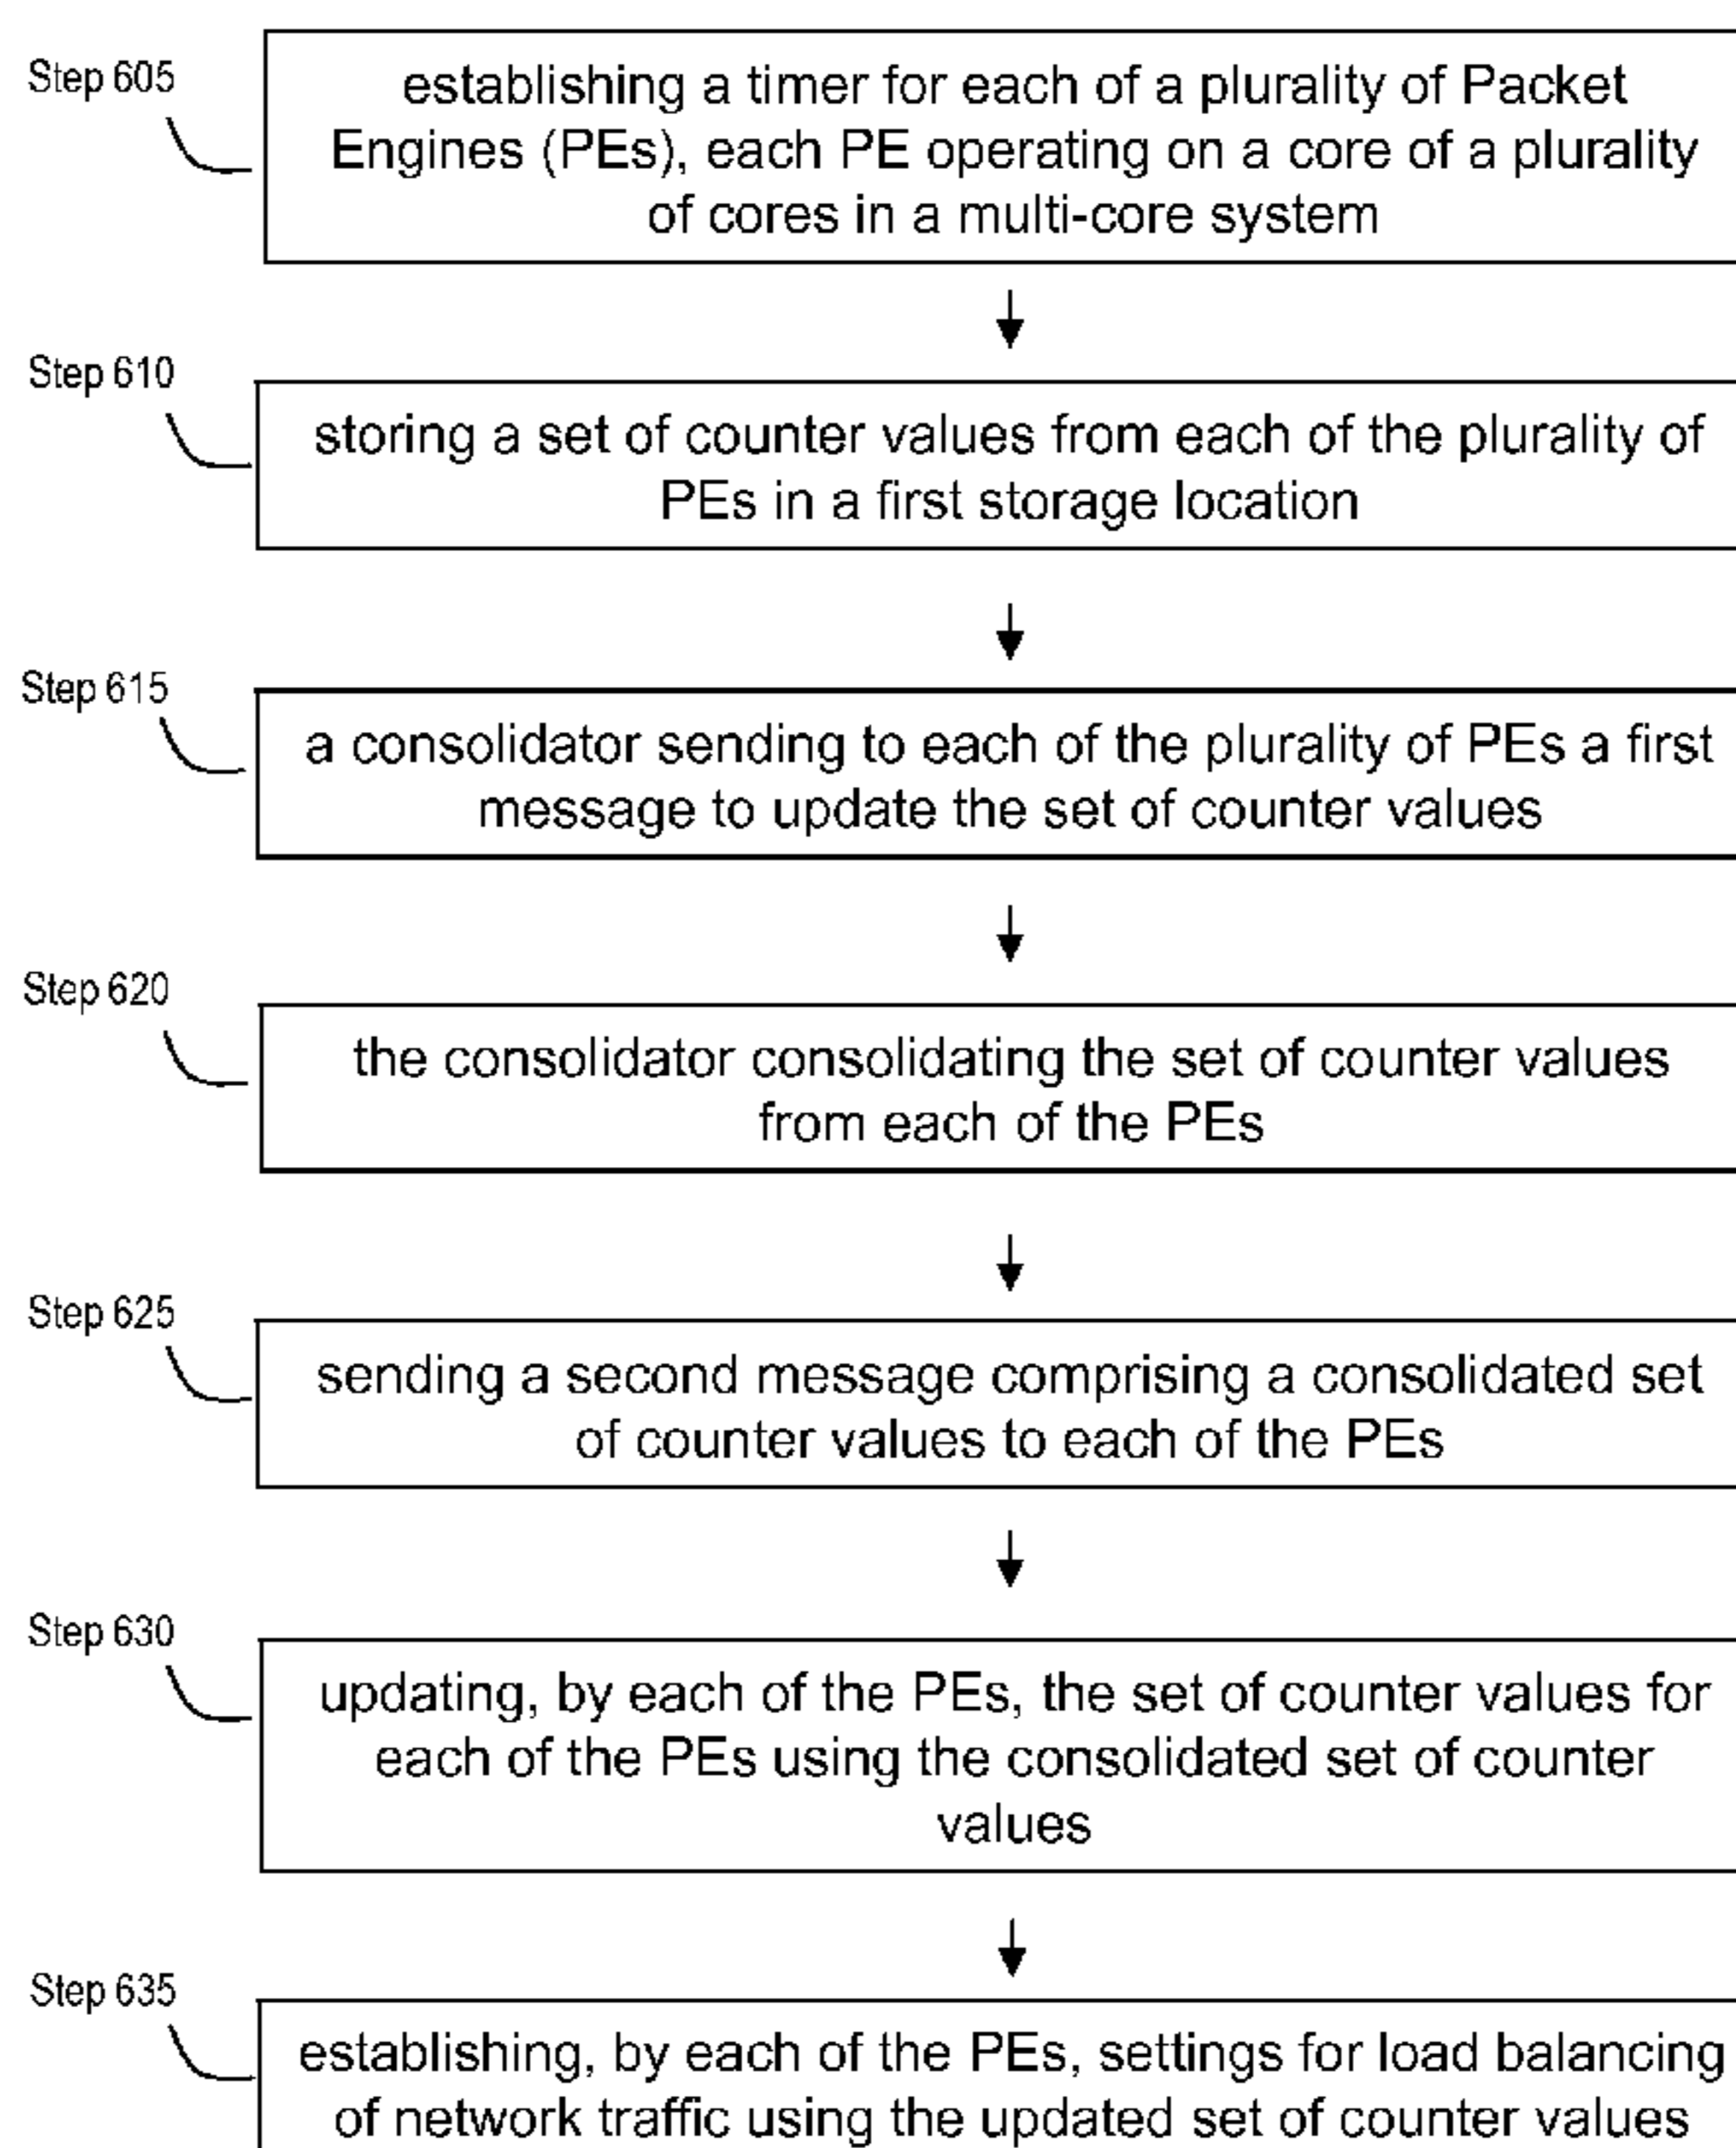 Step 605
establishing a timer for each of a plurality of Packet
Engines (PEs), each PE operating on a core of a plurality
of cores in a multi-core system
Step 610
storing a set of counter values from each of the plurality of
PEs in a first storage location
Step 615
a consolidator sending to each of the plurality of PEs a first
message to update the set of counter values
Step 620
the consolidator consolidating the set of counter values
from each of the PEs
Step 625
sending a second message comprising a consolidated set
of counter values to each of the PEs
Step 630
updating, by each of the PEs, the set of counter values for
each of the PEs using the consolidated set of counter
values
Step 635
establishing, by each of the PEs, settings for load balancing
of network traffic using the updated set of counter values